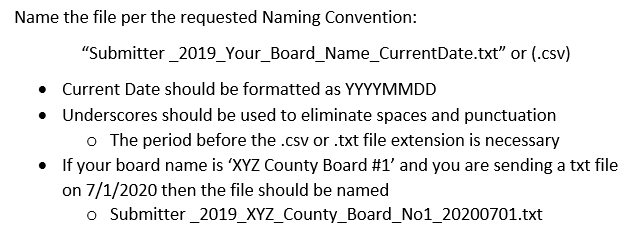 Name the file per the requested Naming Convention:
“Submitter _2019_Your_Board_Name_CurrentDate.txt” or (.csv)
• Current Date should be formatted as YYYYMMDD
• Underscores should be used to eliminate spaces and punctuation
o The period before the .csv or .txt file extension is necessary
• If your board name is ‘XYZ County Board #1’ and you are sending a txt file
on 7/1/2020 then the file should be named
o Submitter _2019_XYZ_County_Board_No1_20200701.txt